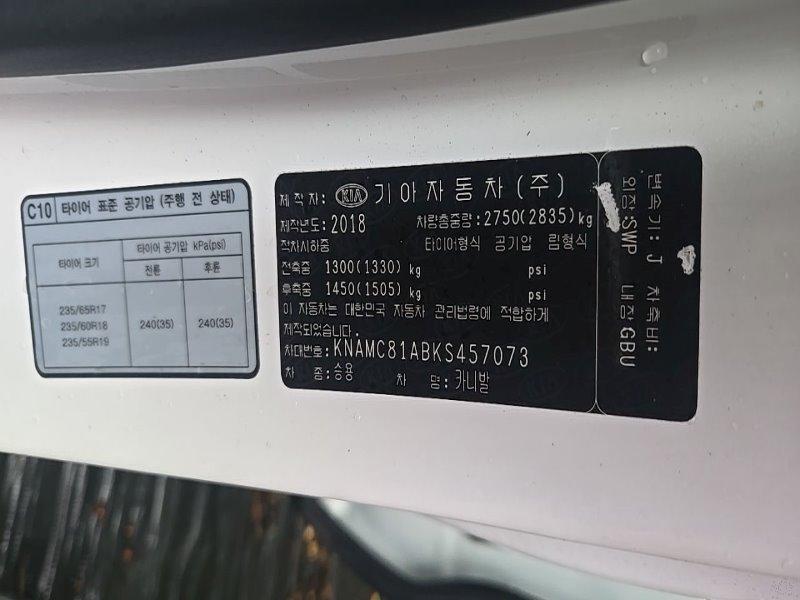 C10 타이어 표준 공기압 (주행 전 상태)
타이어 크기 타이어 공기압 kPa(psi)
전륜 후륜
235/65R17
235/60R18
235/55R19
240(35) 240(35)
제 작 자: KIA 기아자동차(주)
제작년도: 2018 차량총중량: 2750(2835)kg
적차시하중 타이어형식 공기압 림형식
전축중 1300(1330) kg psi
후축중 1450(1505) kg psi
이 자동차는 대한민국 자동차 관리법령에 적합하게
제작되었습니다.
차대번호: KNAMC81ABKS457073
차 종: 승용 차 명: 카니발
변속기: J 차축비:
외장: SWP 내장 GBU